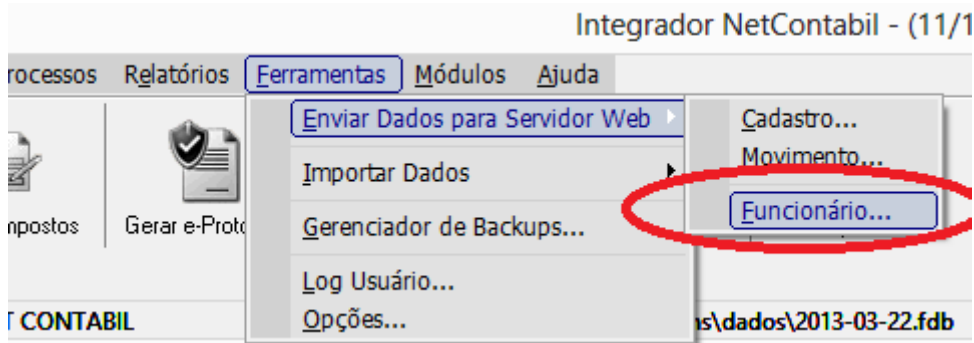 Integrador NetContabil - (11/1
rocessos Relatórios Ferramentas Módulos Ajuda
Enviar Dados para Servidor Web Cadastro...
Importar Dados Movimento...
Funcionário...
npostos Gerar e-Proto Gerenciador de Backups...
Log Usuário...
Opções...
T CONTABIL ns\dados\2013-03-22.fdb